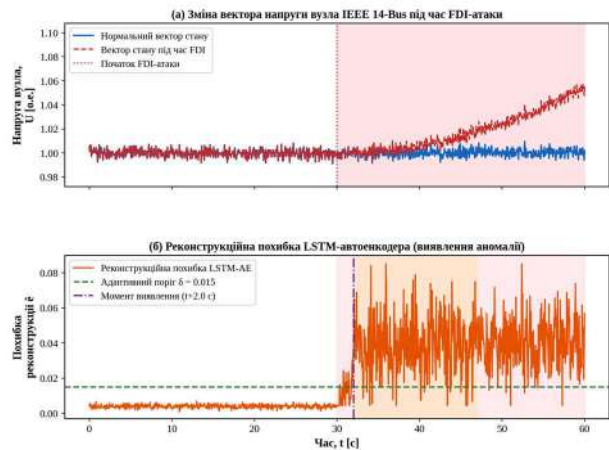 (а) Зміна вектора напруги вузла IEEE 14-Bus під час FDI-атаки
Нормальний вектор стану
Вектор стану під час FDI
Початок FDI-атаки
Напруга вузла,
U [в.е.]
1.10
1.08
1.06
1.04
1.02
1.00
0.98
(б) Реконструкційна похибка LSTM-автоенкодера (виявлення аномалії)
Реконструкційна похибка LSTM-AE
Адаптивний поріг δ = 0.015
Момент виявлення (t+2.0 с)
Похибка
реконструкції ê
0.08
0.06
0.04
0.02
0.00
0 10 20 30 40 50 60
Час, t [с]